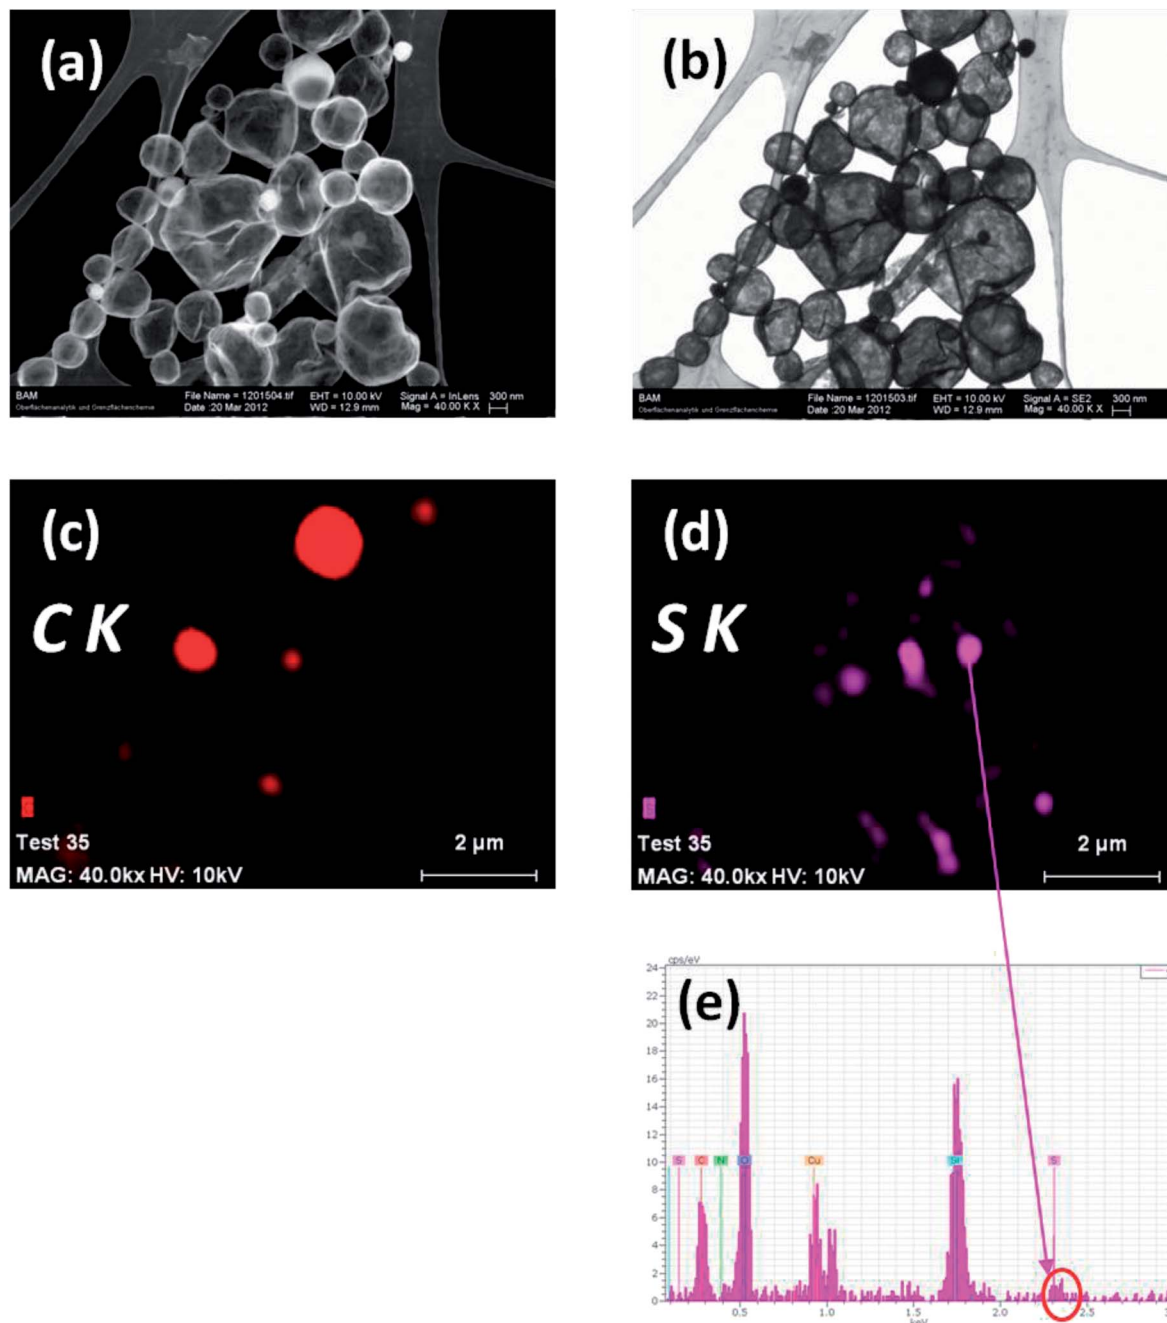 (a)
BAM
Oberflächenanalytik und Grenzflächenchemie
File Name = 1201504.tif
Date :20 Mar 2012
EHT = 10.00 kV
WD = 12.9 mm
Signal A = InLens
Mag = 40.00 K X
300 nm
(b)
BAM
Oberflächenanalytik und Grenzflächenchemie
File Name = 1201503.tif
Date :20 Mar 2012
EHT = 10.00 kV
WD = 12.9 mm
Signal A = SE2
Mag = 40.00 K X
300 nm
(c)
C K
C
Test 35
MAG: 40.0kx HV: 10kV
2 µm
(d)
S K
S
Test 35
MAG: 40.0kx HV: 10kV
2 µm
(e)
cps/eV
24
22
20
18
16
14
12
10
8
6
4
2
0
S C N O Cu Si S
0.5 1.0 1.5 2.0 2.5
keV